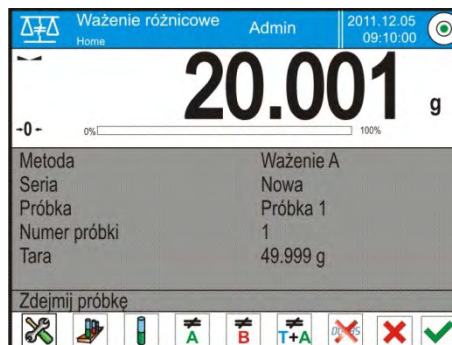 Ważenie różnicowe Admin 2011.12.05
Home 09:10:00
20.001 g
-0- 0% 100%
Metoda Ważenie A
Seria Nowa
Próbka Próbka 1
Numer próbki 1
Tara 49.999 g
Zdejmij próbkę
A B T+A